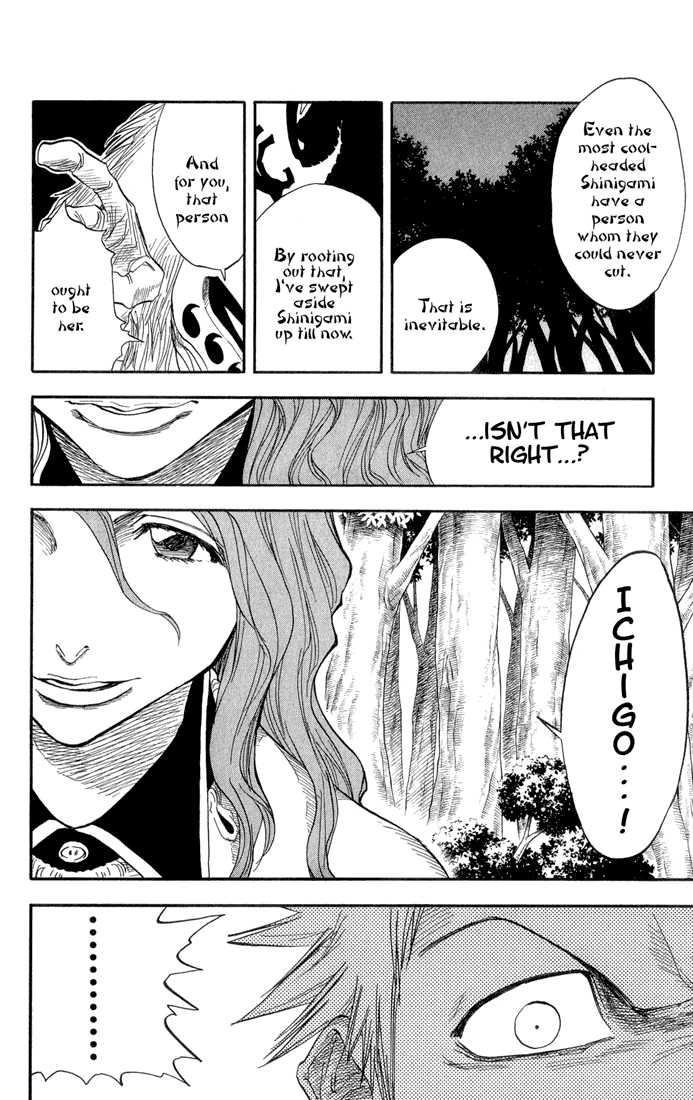 Even the
most cool-
headed
Shinigami
have a
person
whom they
could never
cut.
That is
inevitable.
By rooting
out that,
I've swept
aside
Shinigami
up till now.
And
for you,
that
person
ought
to be
her.
...ISN'T THAT
RIGHT...?
ICHIGO...!
..........